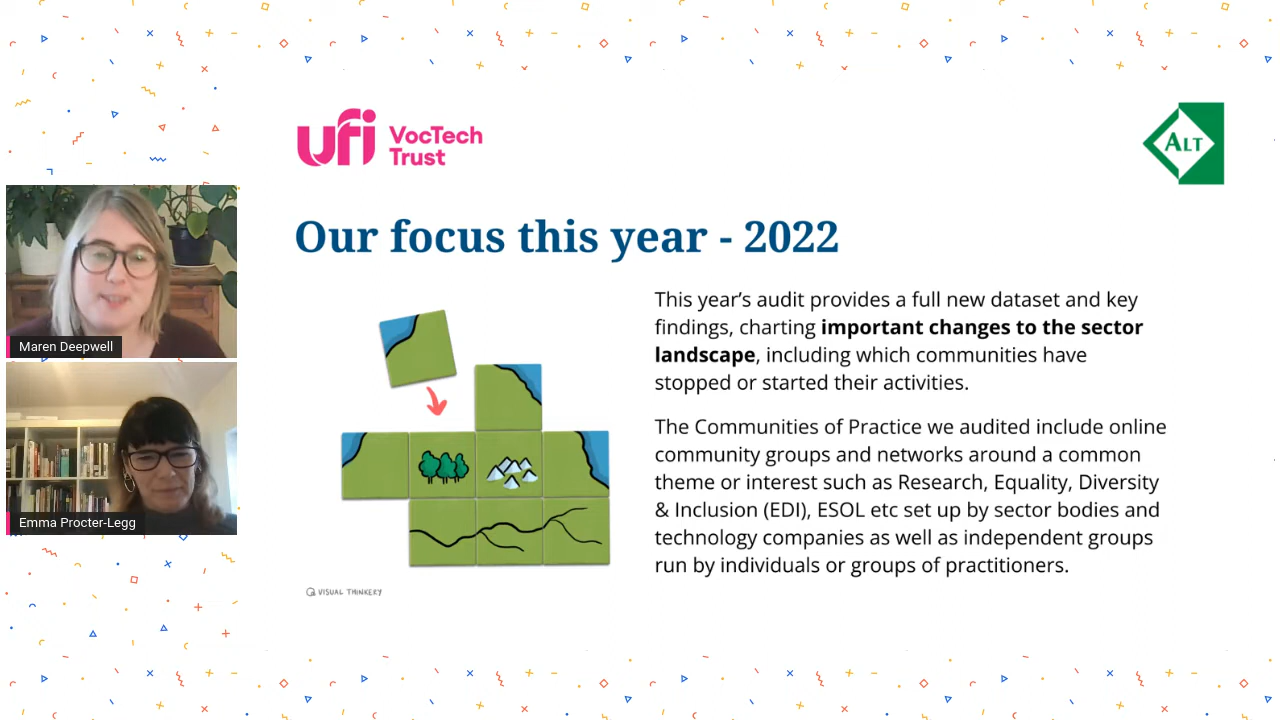 ufi VocTech
Trust
ALT
Our focus this year - 2022
This year's audit provides a full new dataset and key
findings, charting important changes to the sector
landscape, including which communities have
stopped or started their activities.
The Communities of Practice we audited include online
community groups and networks around a common
theme or interest such as Research, Equality, Diversity
& Inclusion (EDI), ESOL etc set up by sector bodies and
technology companies as well as independent groups
run by individuals or groups of practitioners.
VISUAL THINKERY
Maren Deepwell
Emma Procter-Legg